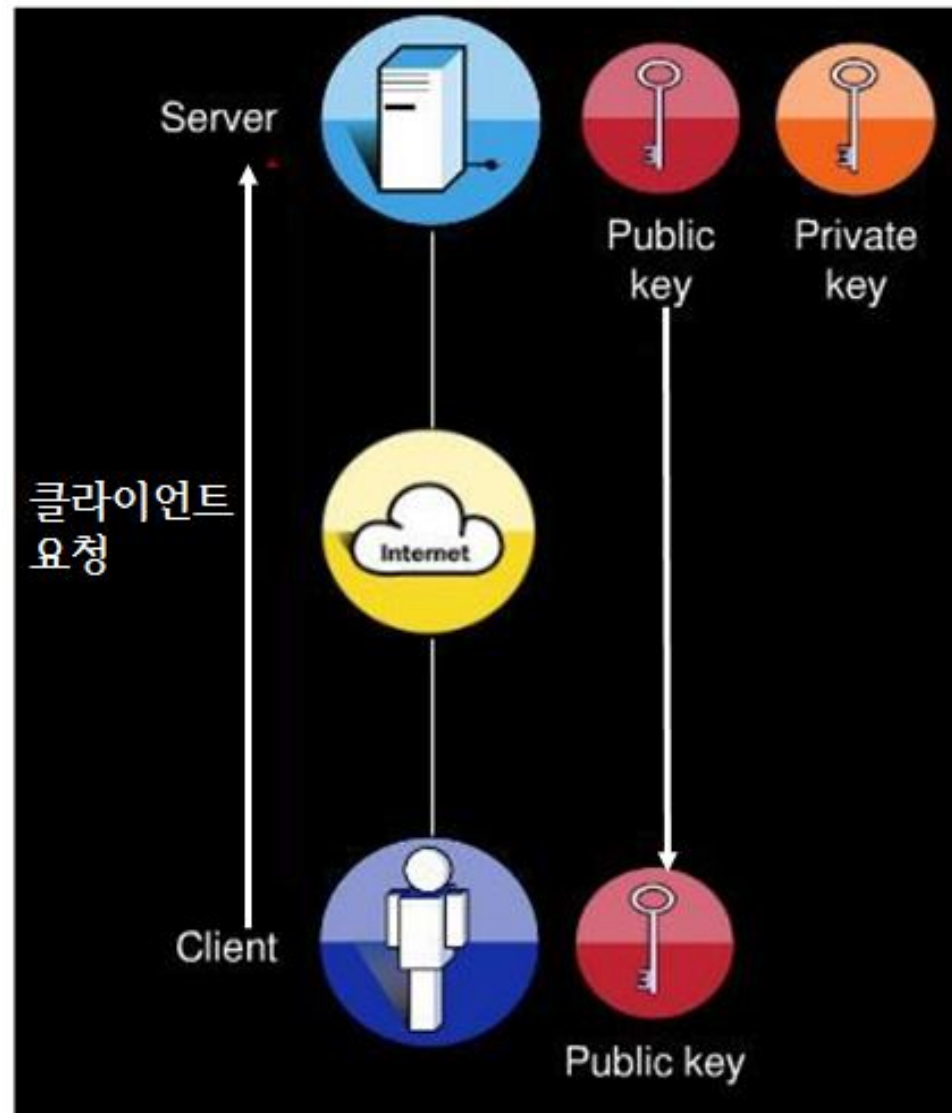 Server
Public
key
Private
key
클라이언트
요청
Internet
Client
Public key